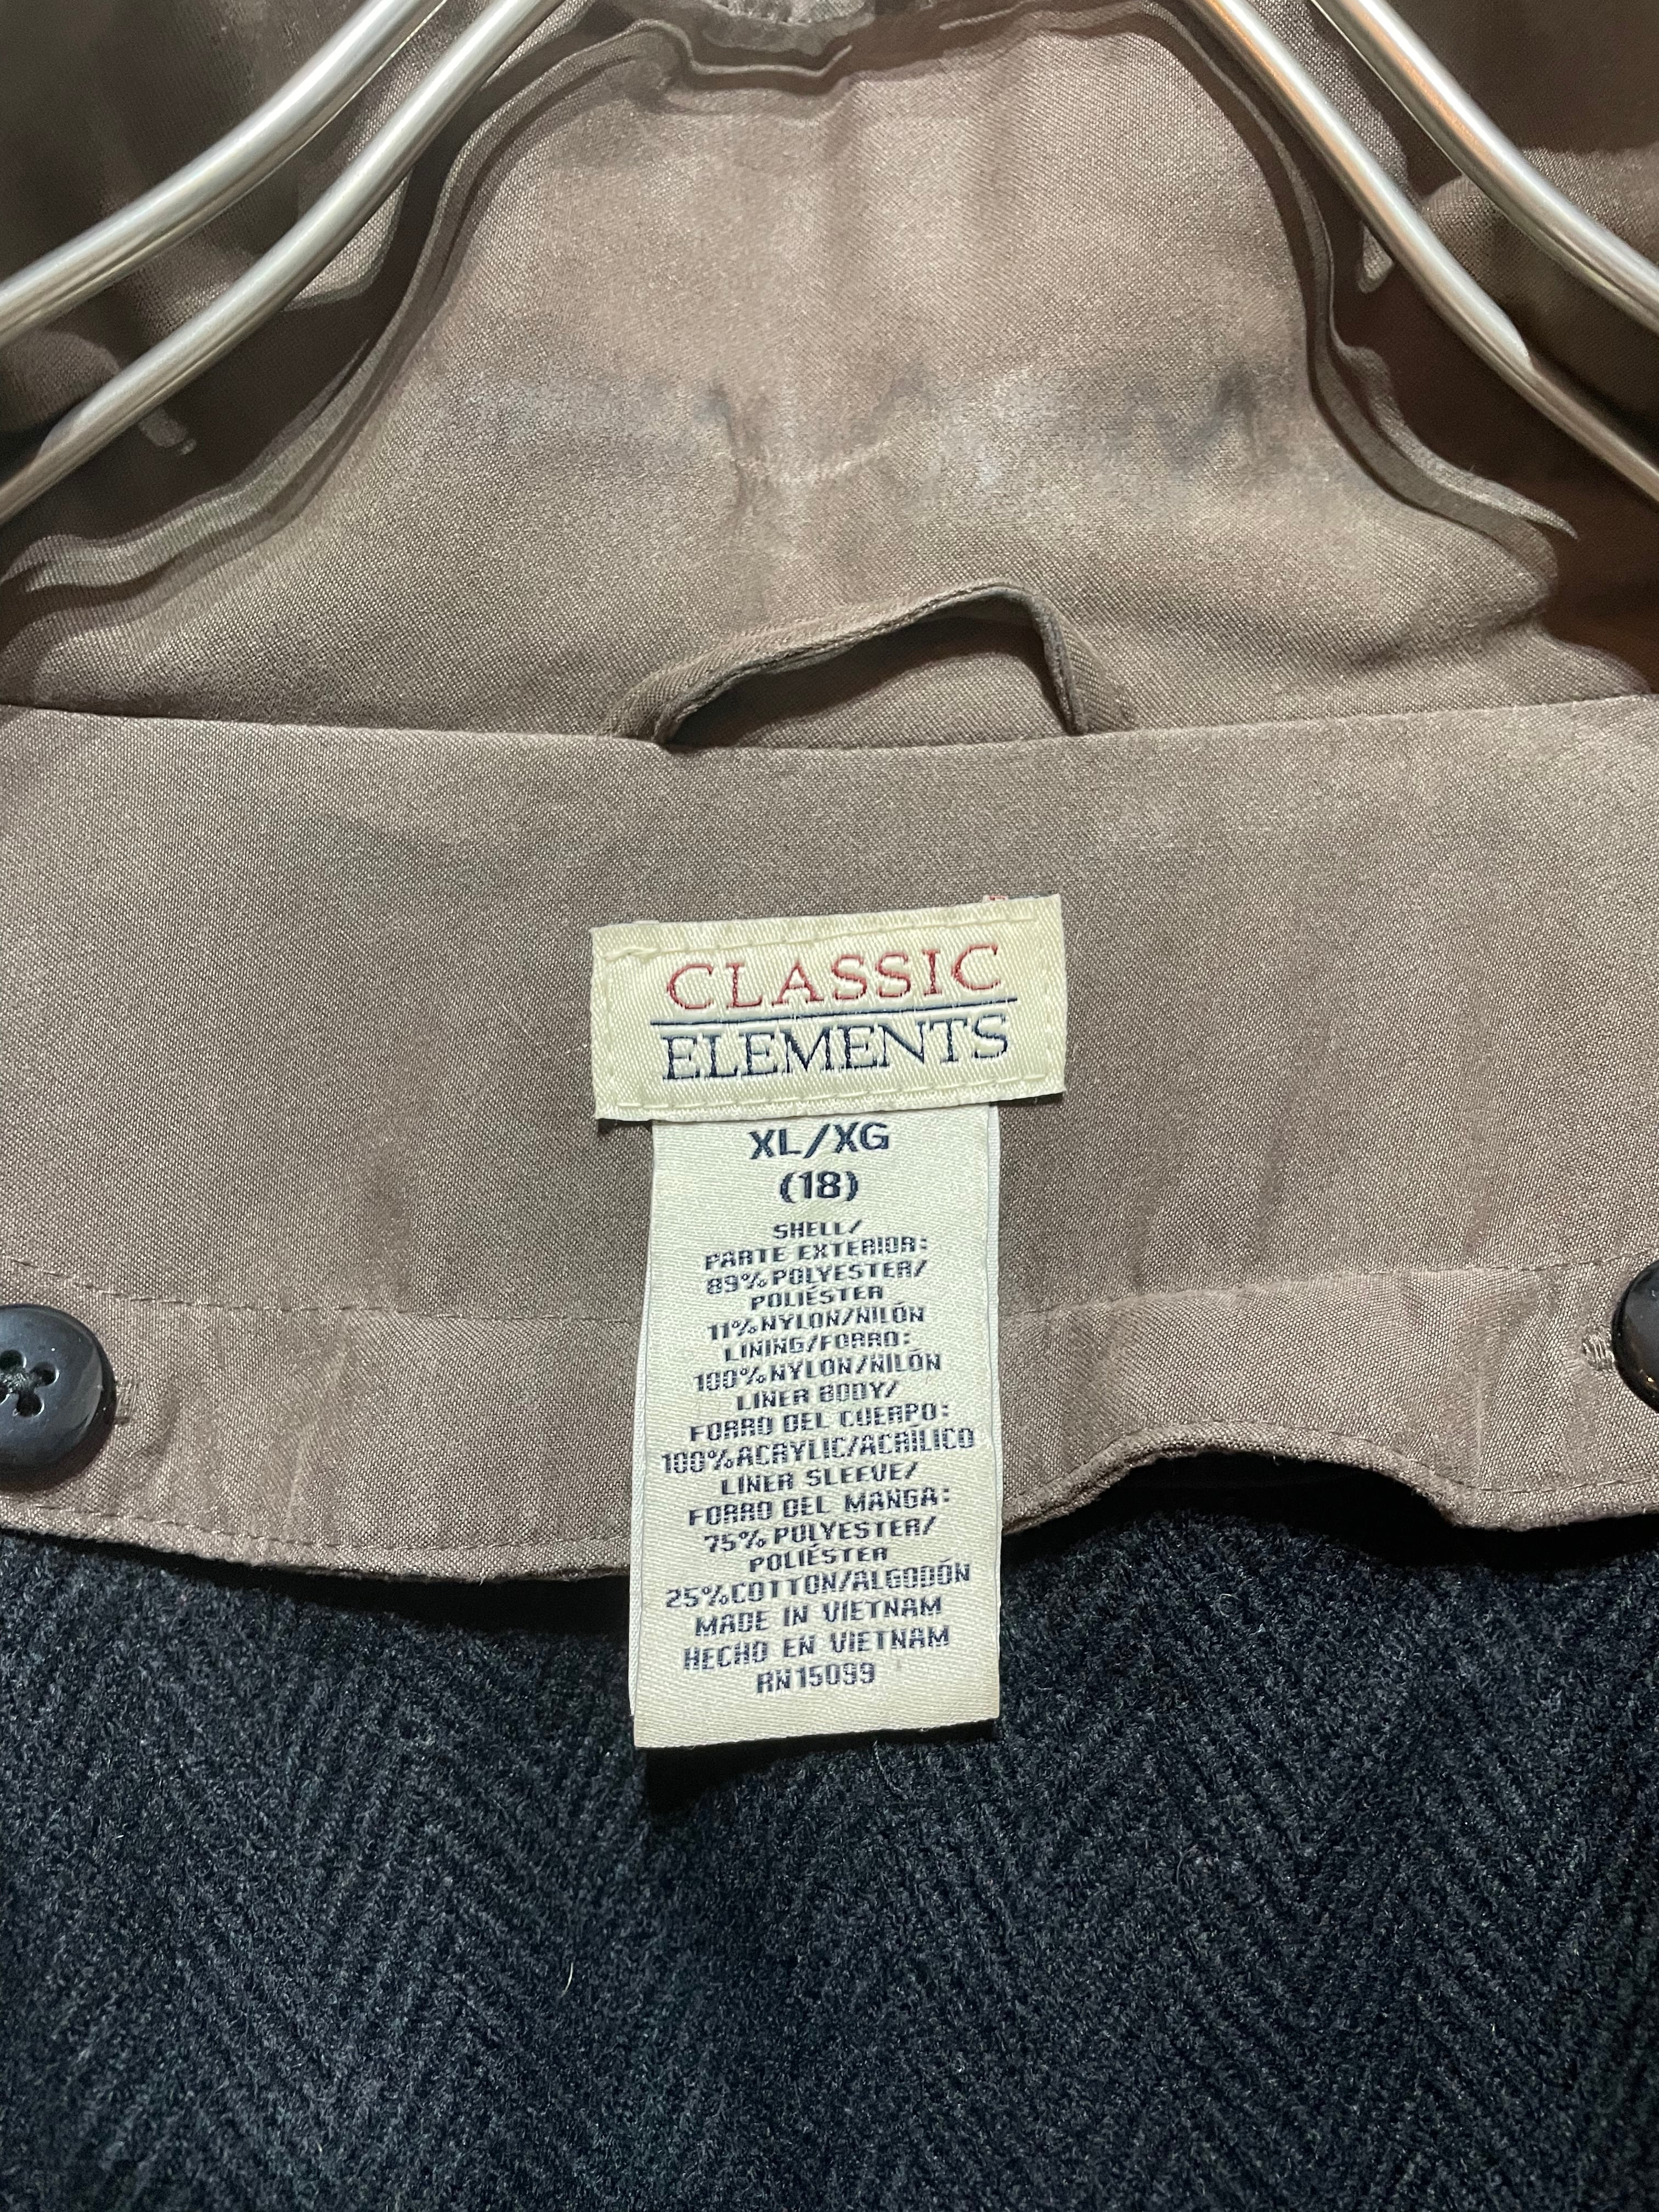 CLASSIC
ELEMENTS
XL/XG
(18)
SHELL/
PARTE EXTERIOR:
89% POLYESTER/
POLIÉSTER
11% NYLON/NILÓN
LINING/FORRO:
100% NYLON/NILÓN
LINER BODY/
FORRO DEL CUERPO:
100% ACRYLIC/ACRÍLICO
LINER SLEEVE/
FORRO DEL MANGA:
75% POLYESTER/
POLIÉSTER
25% COTTON/ALGODÓN
MADE IN VIETNAM
HECHO EN VIETNAM
RN15099